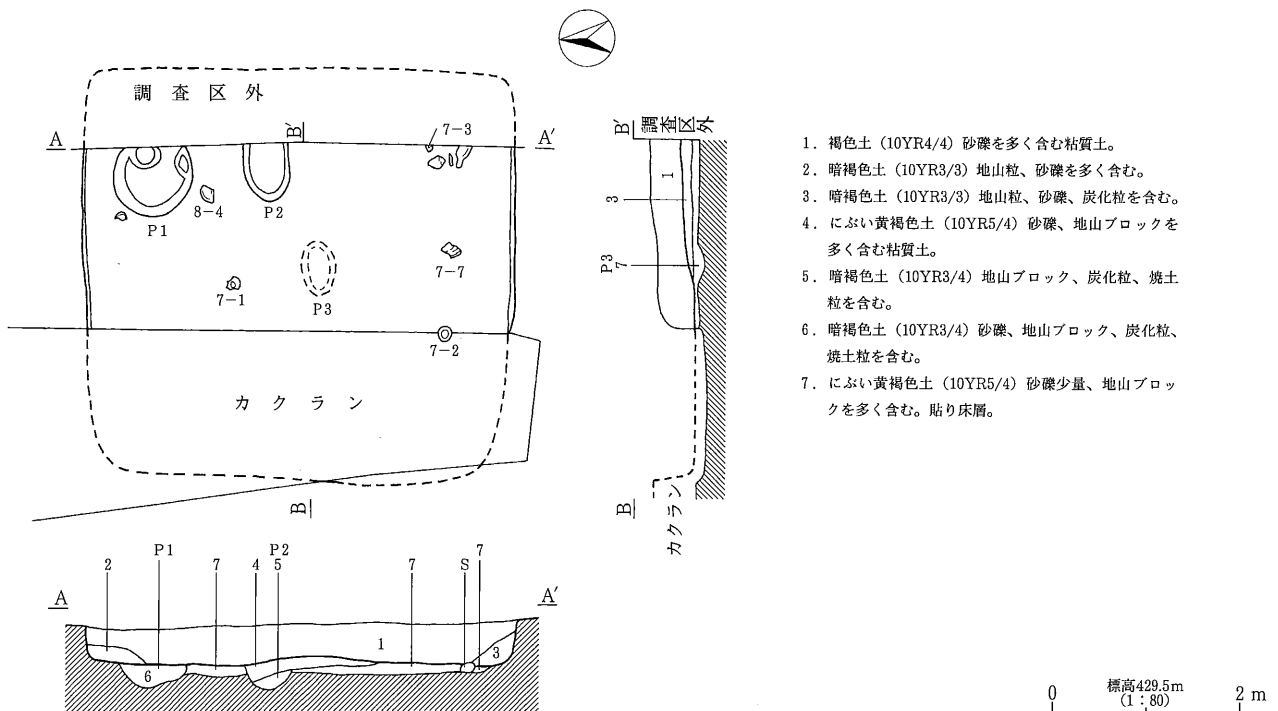 調査区外
A
B'
A'
7-3
P1
8-4
P2
7-7
7-1
P3
7-2
カクラン
B
B'
調査区外
1
3
P3
7
B
カクラン
1. 褐色土（10YR4/4）砂礫を多く含む粘質土。
2. 暗褐色土（10YR3/3）地山粒、砂礫を多く含む。
3. 暗褐色土（10YR3/3）地山粒、砂礫、炭化粒を含む。
4. にぶい黄褐色土（10YR5/4）砂礫、地山ブロックを
多く含む粘質土。
5. 暗褐色土（10YR3/4）地山ブロック、炭化粒、焼土
粒を含む。
6. 暗褐色土（10YR3/4）砂礫、地山ブロック、炭化粒、
焼土粒を含む。
7. にぶい黄褐色土（10YR5/4）砂礫少量、地山ブロッ
クを多く含む。貼り床層。
P1
P2
2
7
4
5
7
S
7
A
A'
1
3
6
標高429.5m
（1：80）
0
2 m